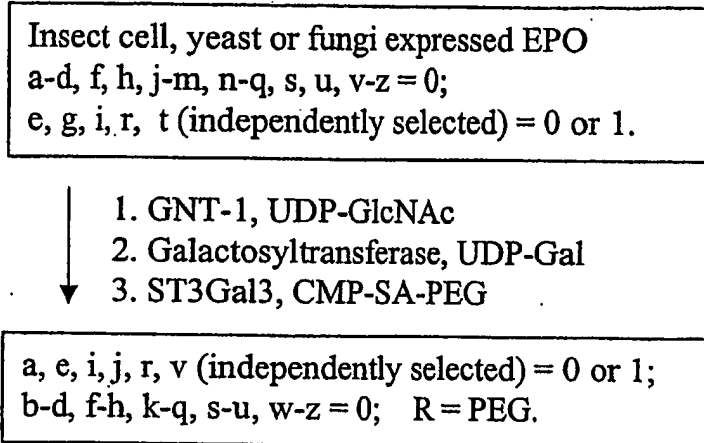 Insect cell, yeast or fungi expressed EPO
a-d, f, h, j-m, n-q, s, u, v-z = 0;
e, g, i, r, t (independently selected) = 0 or 1.
1. GNT-1, UDP-GlcNAc
2. Galactosyltransferase, UDP-Gal
3. ST3Gal3, CMP-SA-PEG
a, e, i, j, r, v (independently selected) = 0 or 1;
b-d, f-h, k-q, s-u, w-z = 0; R = PEG.